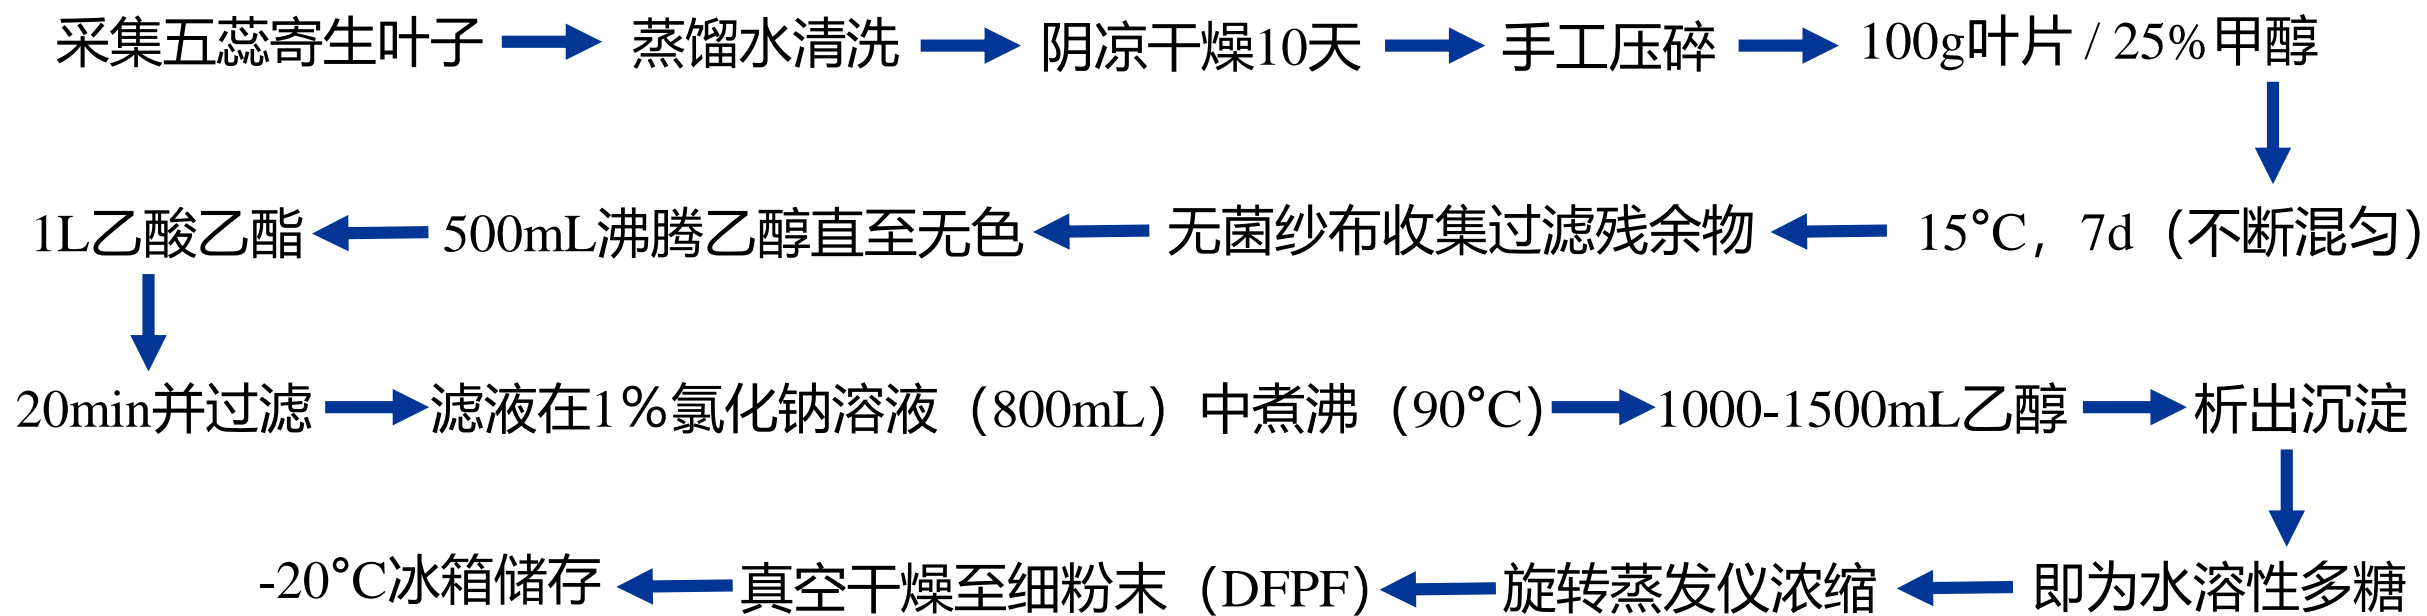 采集五蕊寄生叶子
蒸馏水清洗
阴凉干燥10天
手工压碎
100g叶片 / 25%甲醇
15°C，7d（不断混匀）
无菌纱布收集过滤残余物
500mL沸腾乙醇直至无色
1L乙酸乙酯
20min并过滤
滤液在1%氯化钠溶液（800mL）中煮沸（90°C）
1000-1500mL乙醇
析出沉淀
即为水溶性多糖
旋转蒸发仪浓缩
真空干燥至细粉末（DFPF）
-20°C冰箱储存